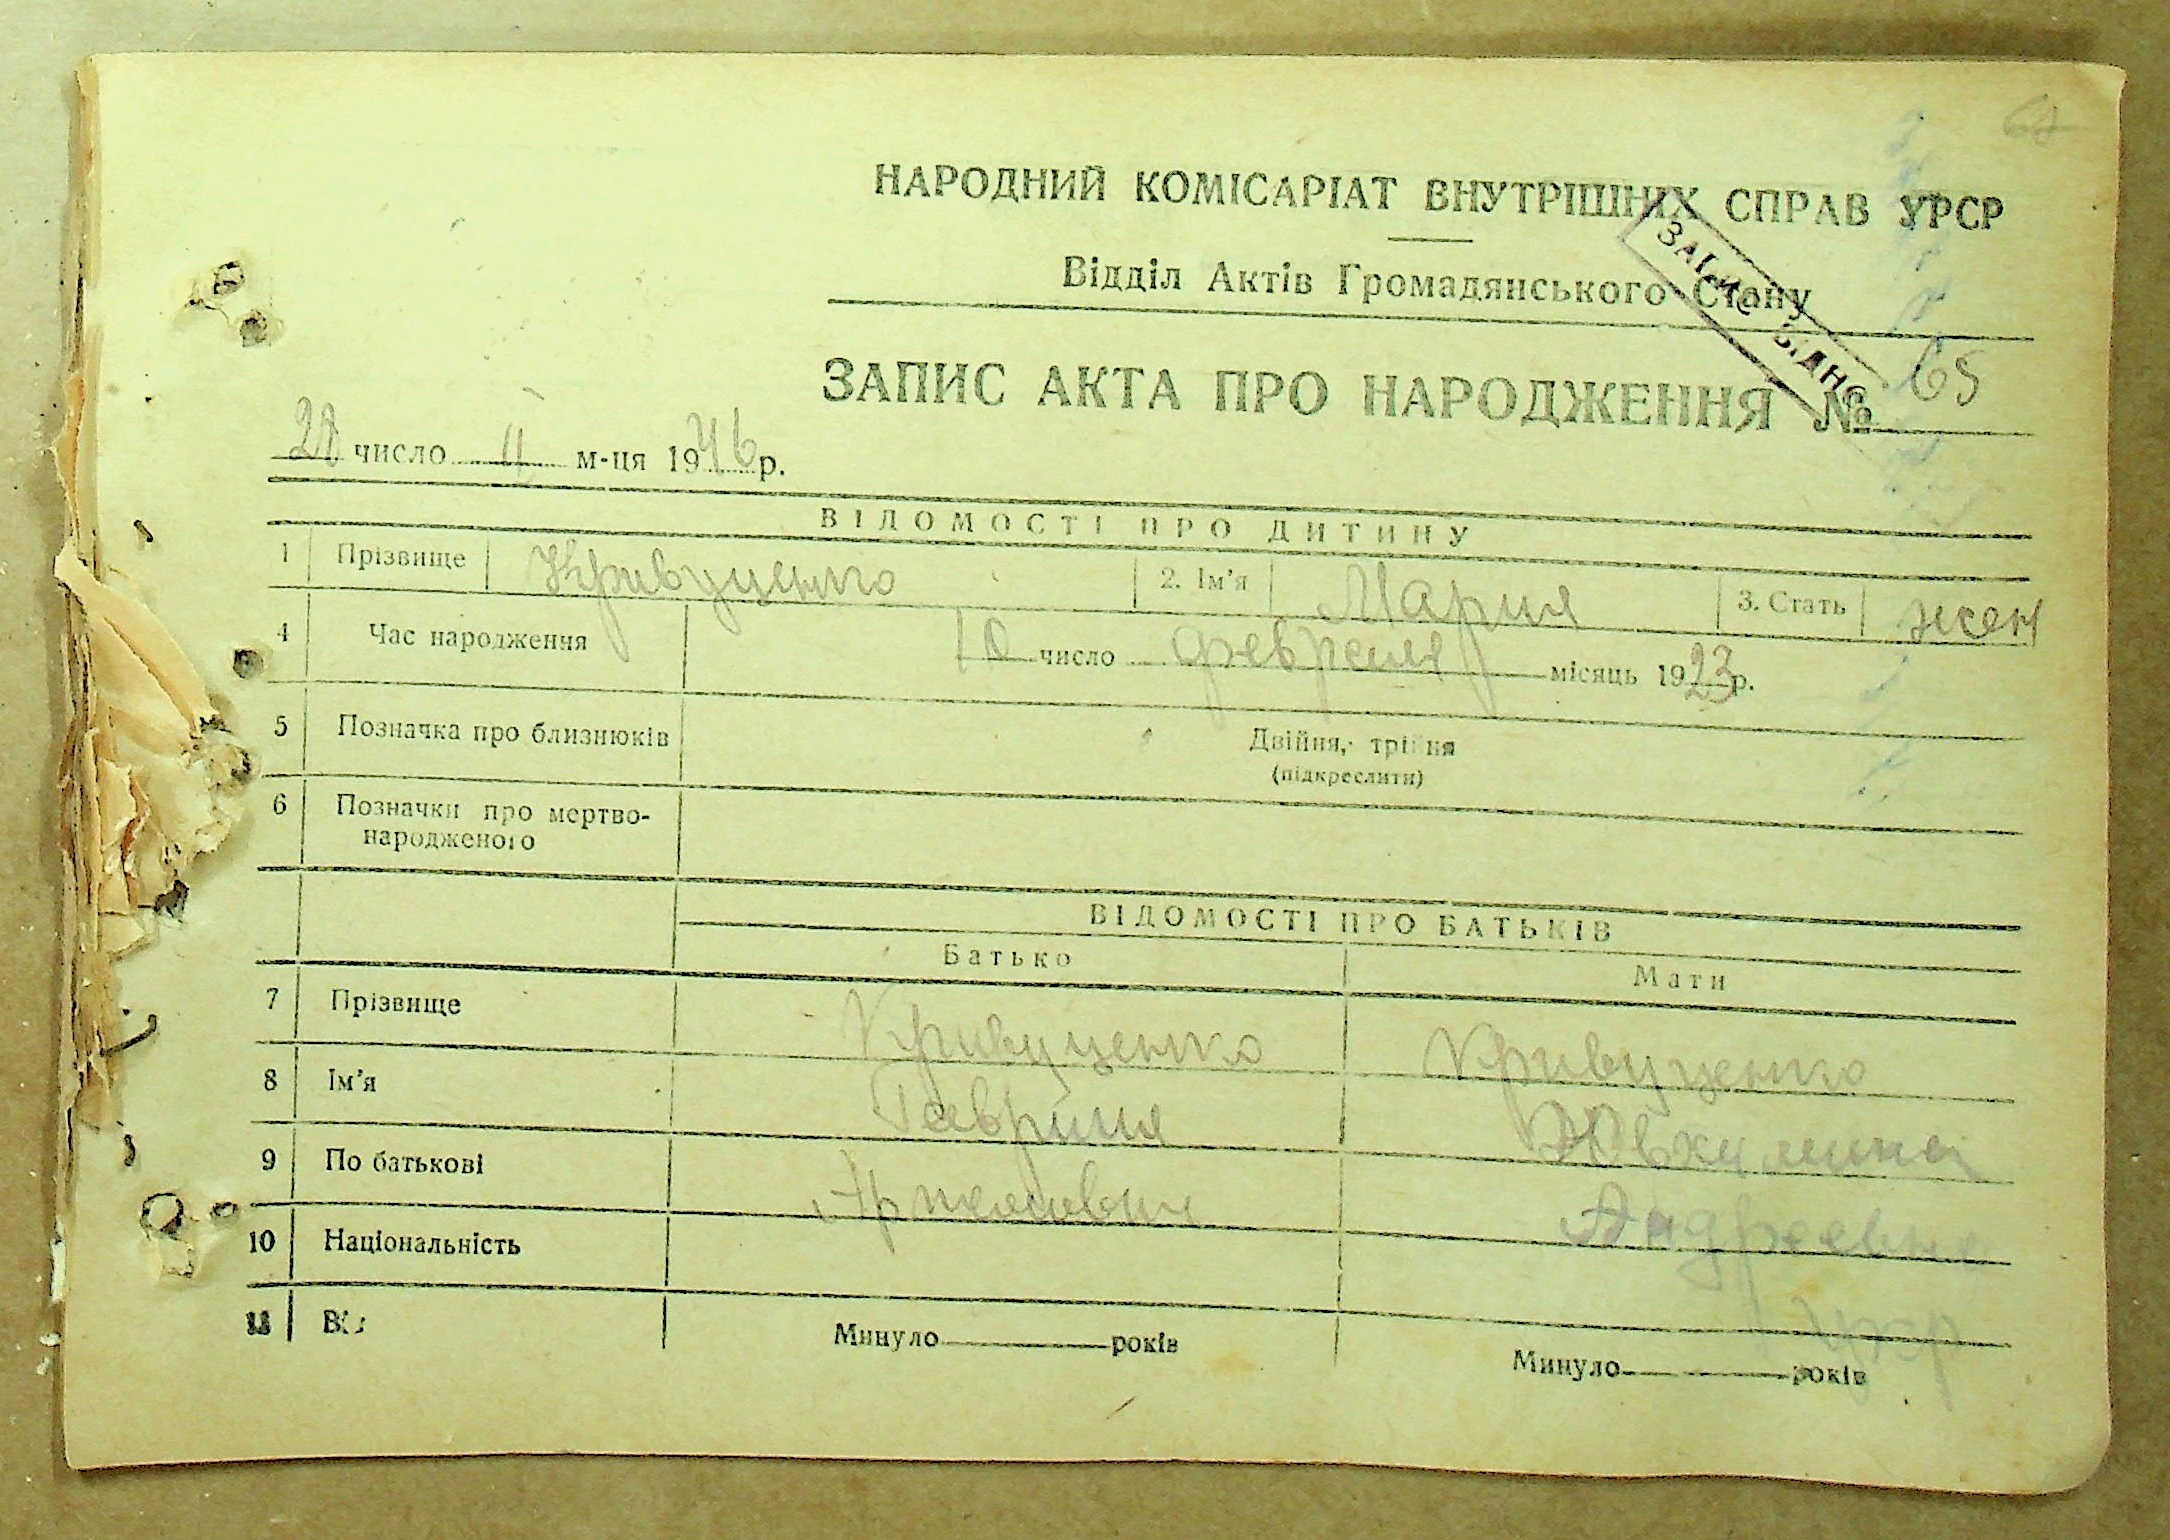 НАРОДНИЙ КОМІСАРІАТ ВНУТРІШНІХ СПРАВ УРСР
Відділ Актів Громадянського Стану
ЗАПИС
ЗАПИС АКТА ПРО НАРОДЖЕННЯ № 65
число м-ця 1946 р.
ВІДОМОСТІ ПРО ДИТИНУ
1 Прізвище Кривуценко 2. Ім'я Мария 3. Стать жен
4 Час народження 10 число февраля місяць 1923 р.
5 Позначка про близнюків Двійня, трійня
(підкреслити)
6 Позначки про мертво-
народженого
ВІДОМОСТІ ПРО БАТЬКІВ
Батько Мати
7 Прізвище Кривуценко Кривуценко
8 Ім'я
9 По батькові Андреевна
10 Національність укр
11 Вік Минуло років Минуло років